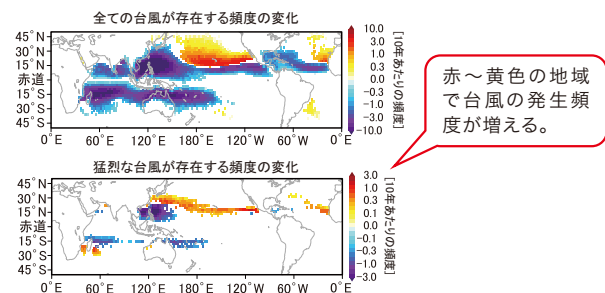 全ての台風が存在する頻度の変化
45°N
30°N
15°N
赤道
15°S
30°S
45°S
0°E 60°E 120°E 180°E 120°W 60°W 0°E
10.0
3.0
1.0
0.3
0.0
-0.3
-1.0
-3.0
-10.0
[10年あたりの頻度]
猛烈な台風が存在する頻度の変化
45°N
30°N
15°N
赤道
15°S
30°S
45°S
0°E 60°E 120°E 180°E 120°W 60°W 0°E
3.0
1.0
0.3
0.1
0.0
-0.1
-0.3
-1.0
-3.0
[10年あたりの頻度]
赤～黄色の地域
で台風の発生頻
度が増える。